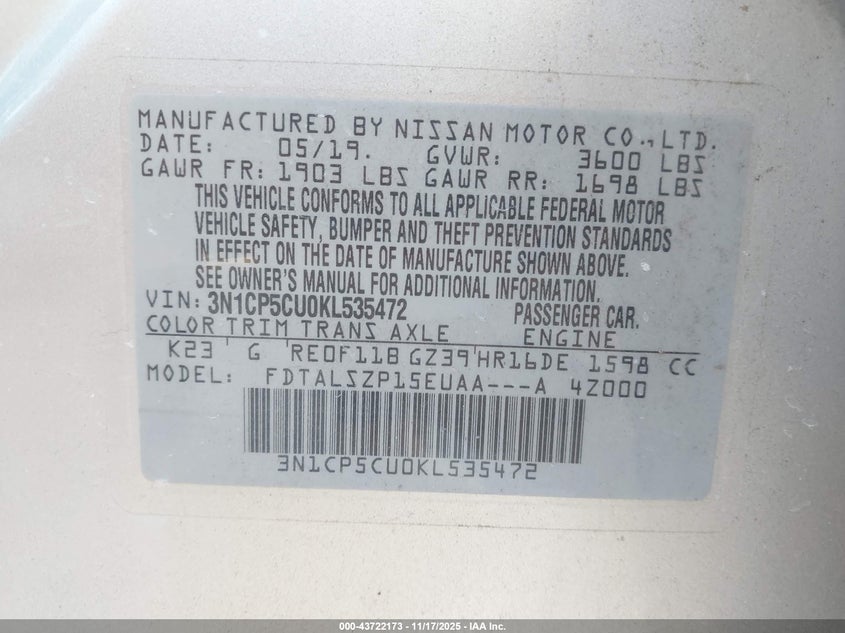 MANUFACTURED BY NISSAN MOTOR CO., LTD.
DATE: 05/19. GVWR: 3600 LBS
GAWR FR: 1903 LBS GAWR RR: 1698 LBS
THIS VEHICLE CONFORMS TO ALL APPLICABLE FEDERAL MOTOR
VEHICLE SAFETY, BUMPER AND THEFT PREVENTION STANDARDS
IN EFFECT ON THE DATE OF MANUFACTURE SHOWN ABOVE.
SEE OWNER'S MANUAL FOR ADDITIONAL INFORMATION.
VIN: 3N1CP5CU0KL535472 PASSENGER CAR.
COLOR TRIM TRANS AXLE ENGINE
K23 G RE0F11B GZ39 HR16DE 1598 CC
MODEL: FDTALSZP15EUAA---A 4Z000
3N1CP5CU0KL535472
000-43722173 - 11/17/2025 - IAA Inc.